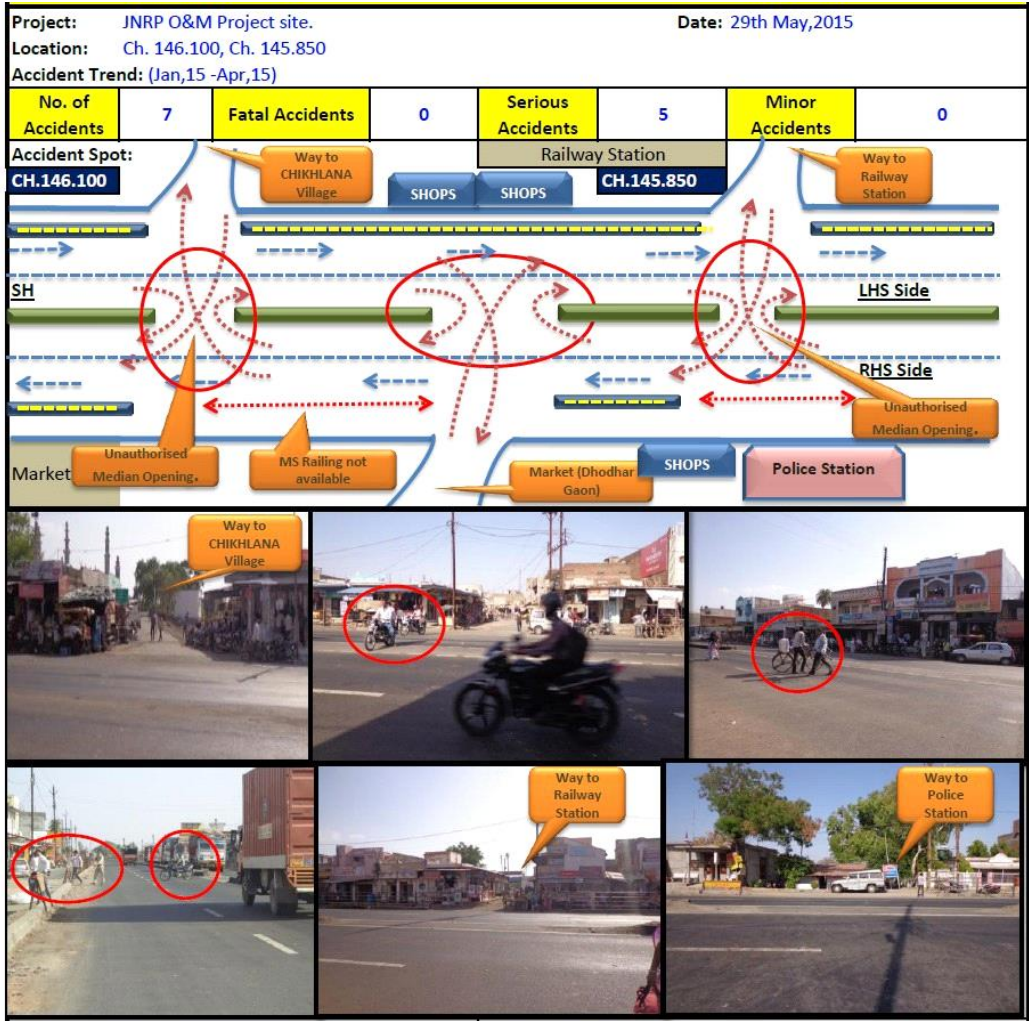 Project: JNRP O&M Project site. Date: 29th May,2015
Location: Ch. 146.100, Ch. 145.850
Accident Trend: (Jan,15 -Apr,15)
No. of Accidents 7 Fatal Accidents 0 Serious Accidents 5 Minor Accidents 0
Accident Spot:
Railway Station
CH.146.100
Way to
CHIKHLANA
Village
SHOPS
SHOPS
CH.145.850
Way to
Railway
Station
SH
LHS Side
RHS Side
Unauthorised
Median Opening.
Market
Unauthorised
Median Opening.
MS Railing not
available
Market (Dhodhar
Gaon)
SHOPS
Police Station
Way to
CHIKHLANA
Village
Way to
Railway
Station
Way to
Police
Station